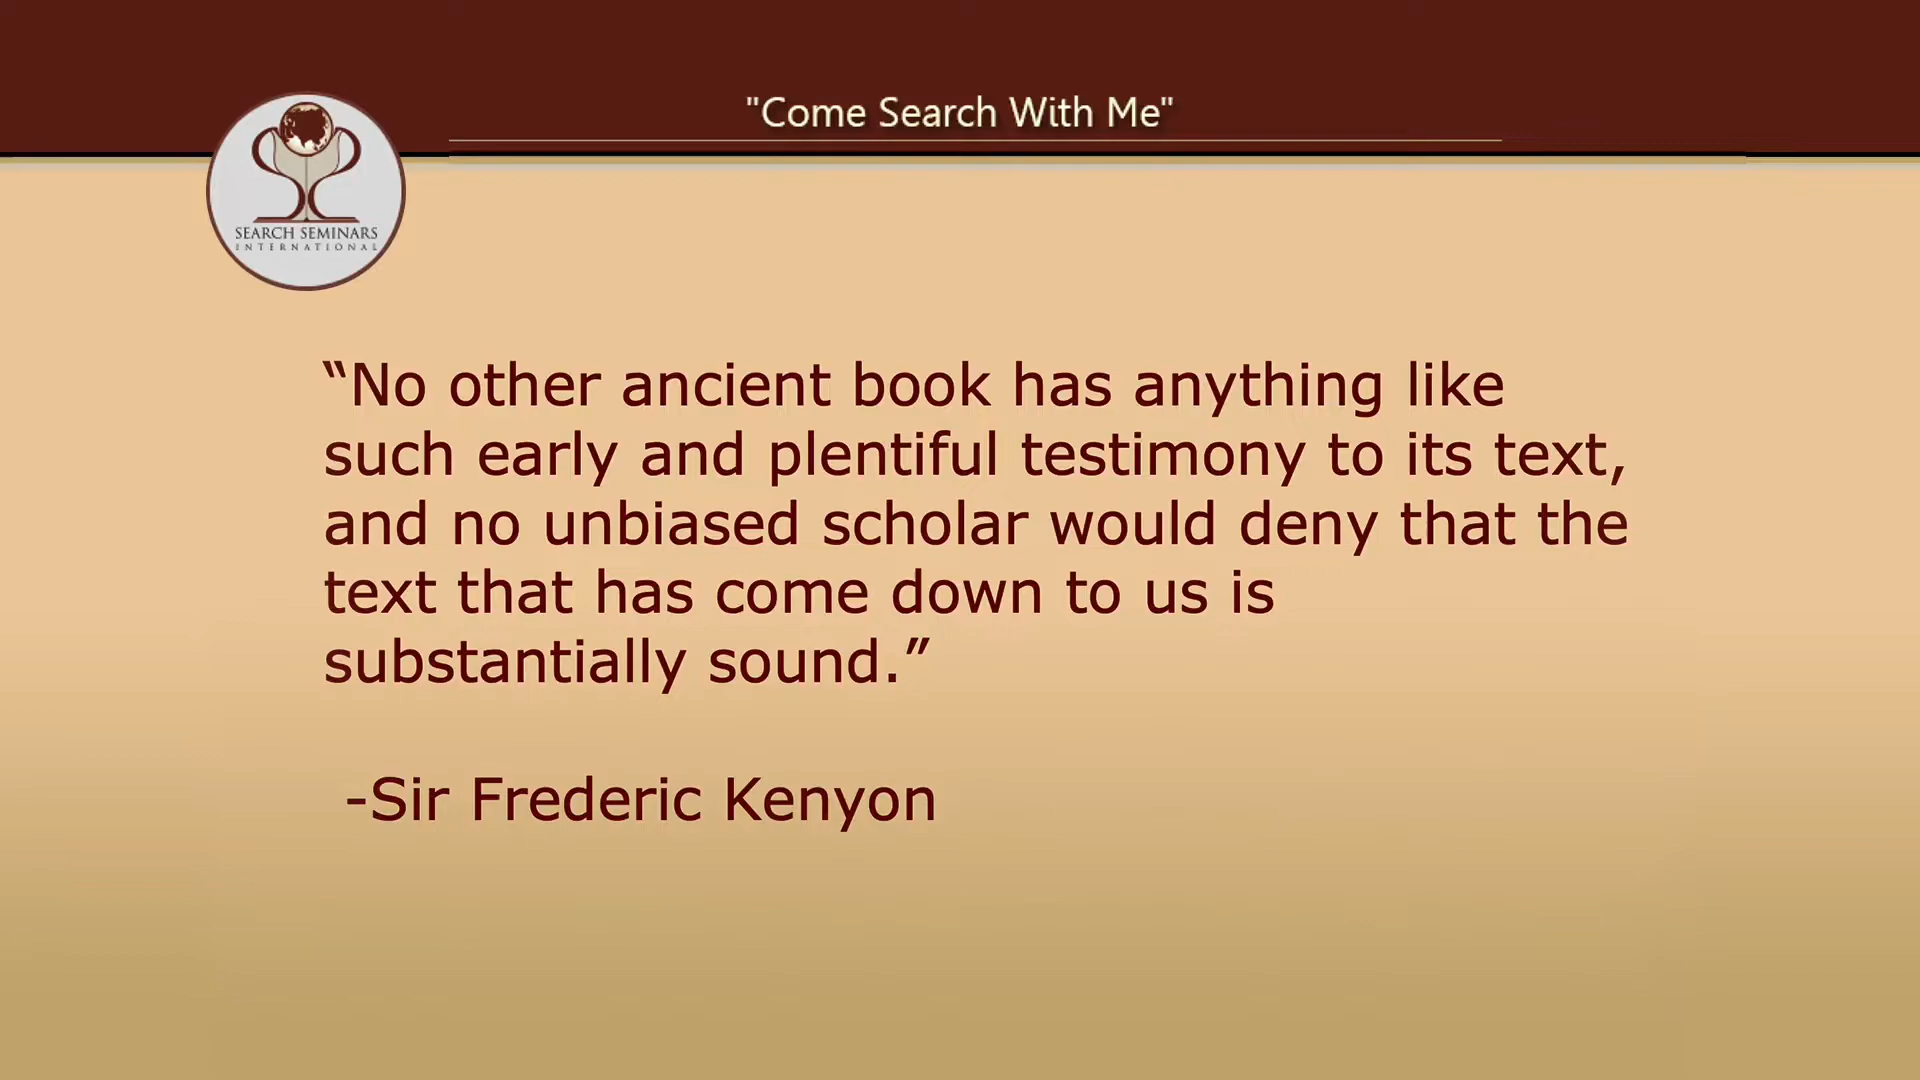 "Come Search With Me"
SEARCH SEMINARS
INTERNATIONAL
“No other ancient book has anything like
such early and plentiful testimony to its text,
and no unbiased scholar would deny that the
text that has come down to us is
substantially sound.”
-Sir Frederic Kenyon